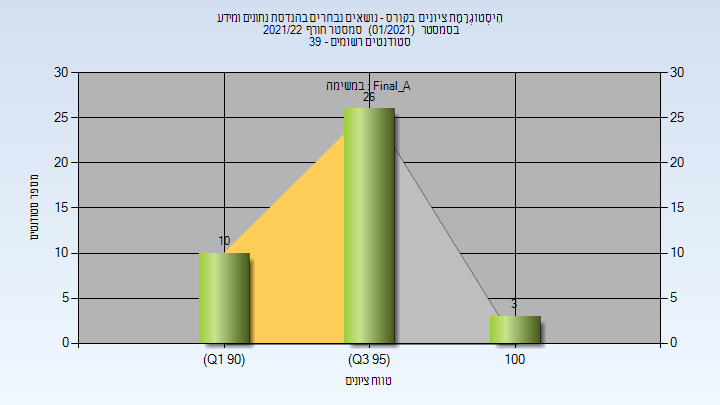 היסטוגרמת ציונים בקורס - נושאים נבחרים בהנדסת נתונים ומידע
בסמסטר (01/2021) סמסטר חורף 2021/22
סטודנטים רשומים - 39
במשימה : Final_A
מספר סטודנטים
30
25
20
15
10
5
0
30
25
20
15
10
5
0
10
26
3
(Q1 90)
(Q3 95)
100
טווח ציונים